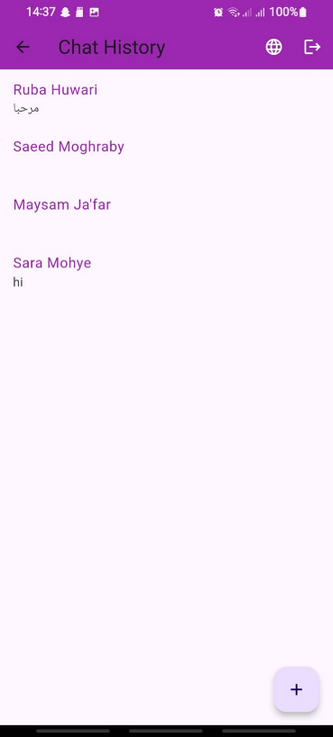 14:37
100%
Chat History
Ruba Huwari
مرحبا
Saeed Moghraby
Maysam Ja'far
Sara Mohye
hi
+